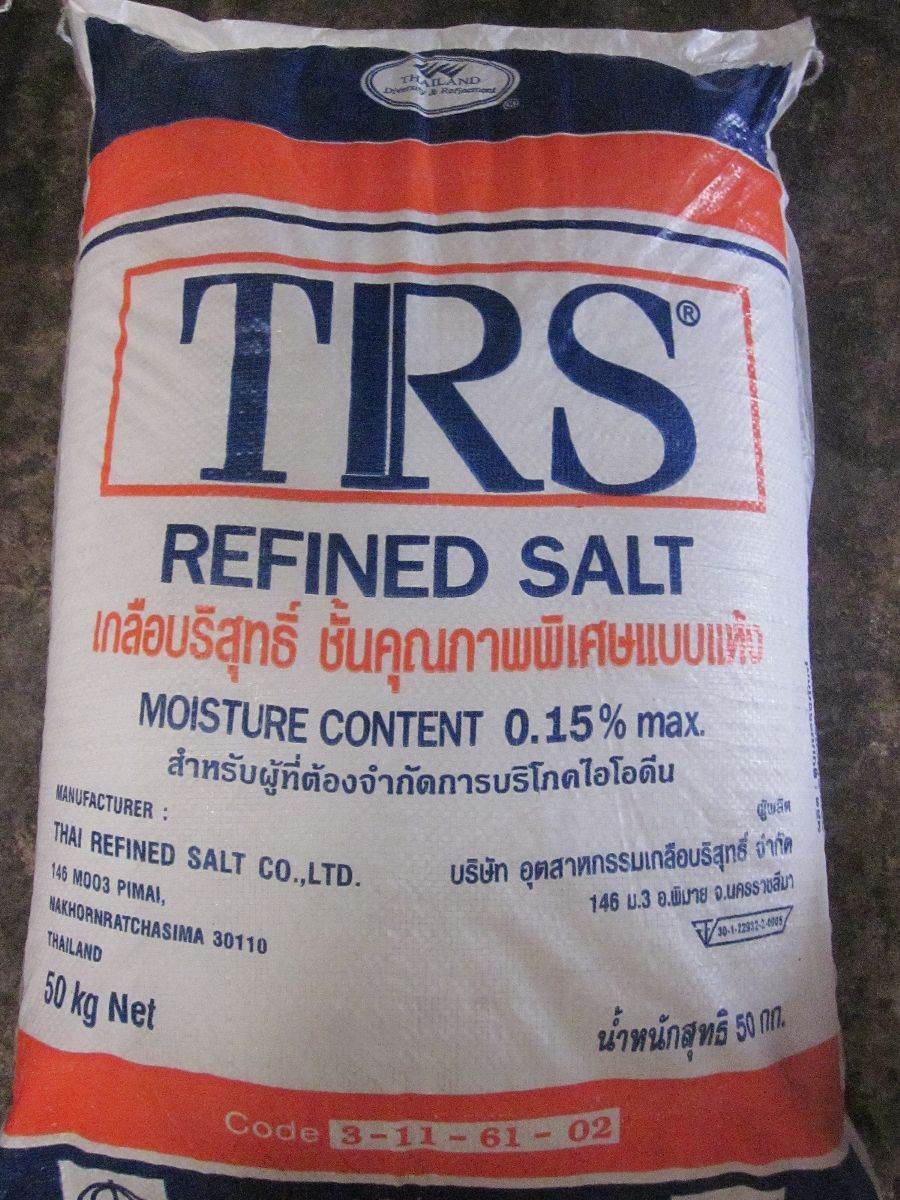 THAILAND
Diversity & Refinement
TRS®
REFINED SALT
เกลือบริสุทธิ์ ชั้นคุณภาพพิเศษแบบแห้ง
MOISTURE CONTENT 0.15% max.
สำหรับผู้ที่ต้องจำกัดการบริโภคไอโอดีน
MANUFACTURER :
THAI REFINED SALT CO.,LTD.
146 MOO3 PIMAI,
NAKHORNRATCHASIMA 30110
THAILAND
50 kg Net
ผู้ผลิต
บริษัท อุตสาหกรรมเกลือบริสุทธิ์ จำกัด
146 ม.3 อ.พิมาย จ.นครราชสีมา
น้ำหนักสุทธิ 50 กก.
Code 3-11-61-02